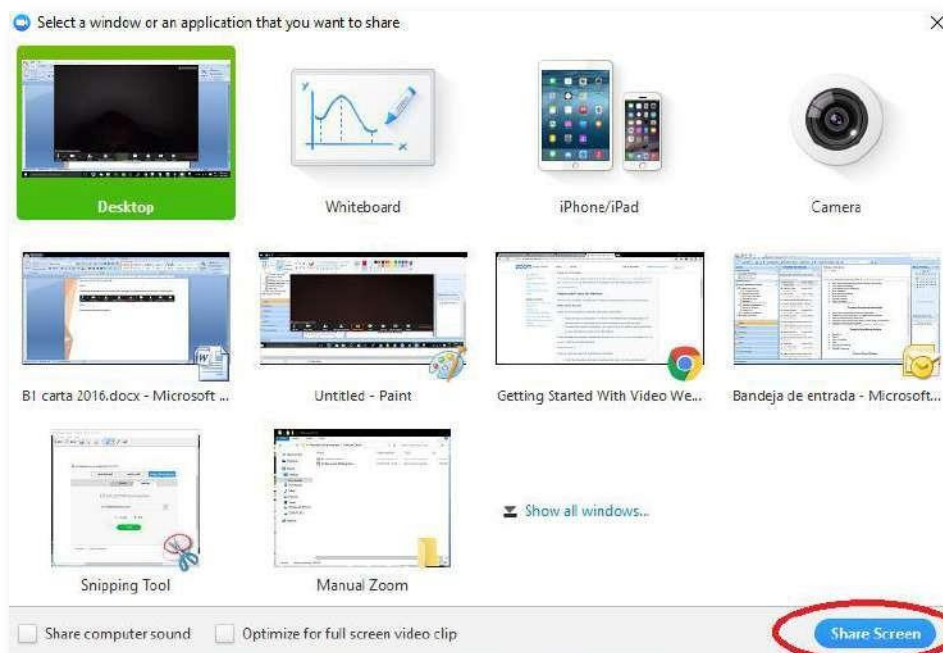 Select a window or an application that you want to share
Desktop
Whiteboard
iPhone/iPad
Camera
B1 carta 2016.docx - Microsoft ...
Untitled - Paint
Getting Started With Video We...
Bandeja de entrada - Microsoft...
Snipping Tool
Manual Zoom
Show all windows...
Share computer sound
Optimize for full screen video clip
Share Screen